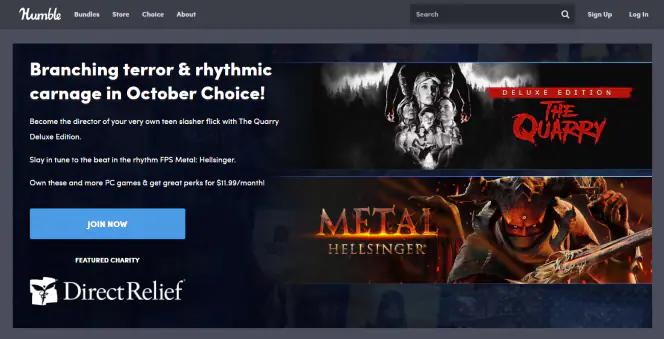 Humble
Bundles Store Choice About
Search
Sign Up Log In
Branching terror & rhythmic
carnage in October Choice!
Become the director of your very own teen slasher flick with The Quarry
Deluxe Edition.
Slay in tune to the beat in the rhythm FPS Metal: Hellsinger.
Own these and more PC games & get great perks for $11.99/month!
JOIN NOW
FEATURED CHARITY
DirectRelief
DELUXE EDITION
THE
QUARRY
METAL
HELLSINGER